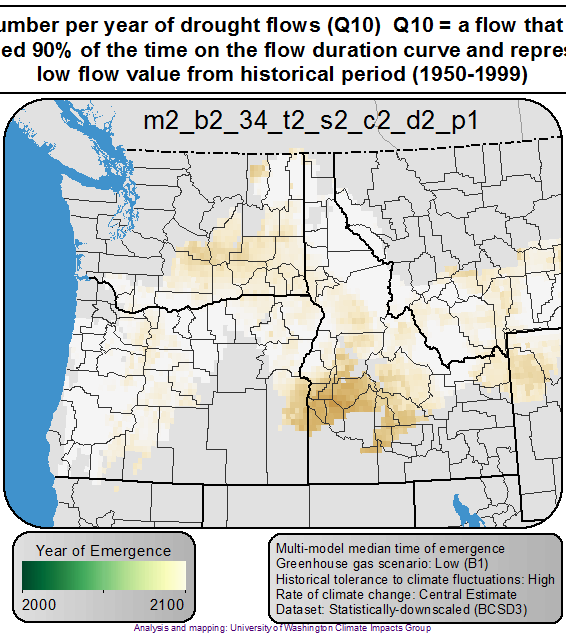 umber per year of drought flows (Q10)  Q10 = a flow that
ed 90% of the time on the flow duration curve and repres
low flow value from historical period (1950-1999)
m2_b2_34_t2_s2_c2_d2_p1
Year of Emergence
2000 2100
Multi-model median time of emergence
Greenhouse gas scenario: Low (B1)
Historical tolerance to climate fluctuations: High
Rate of climate change: Central Estimate
Dataset: Statistically-downscaled (BCSD3)
Analysis and mapping: University of Washington Climate Impacts Group